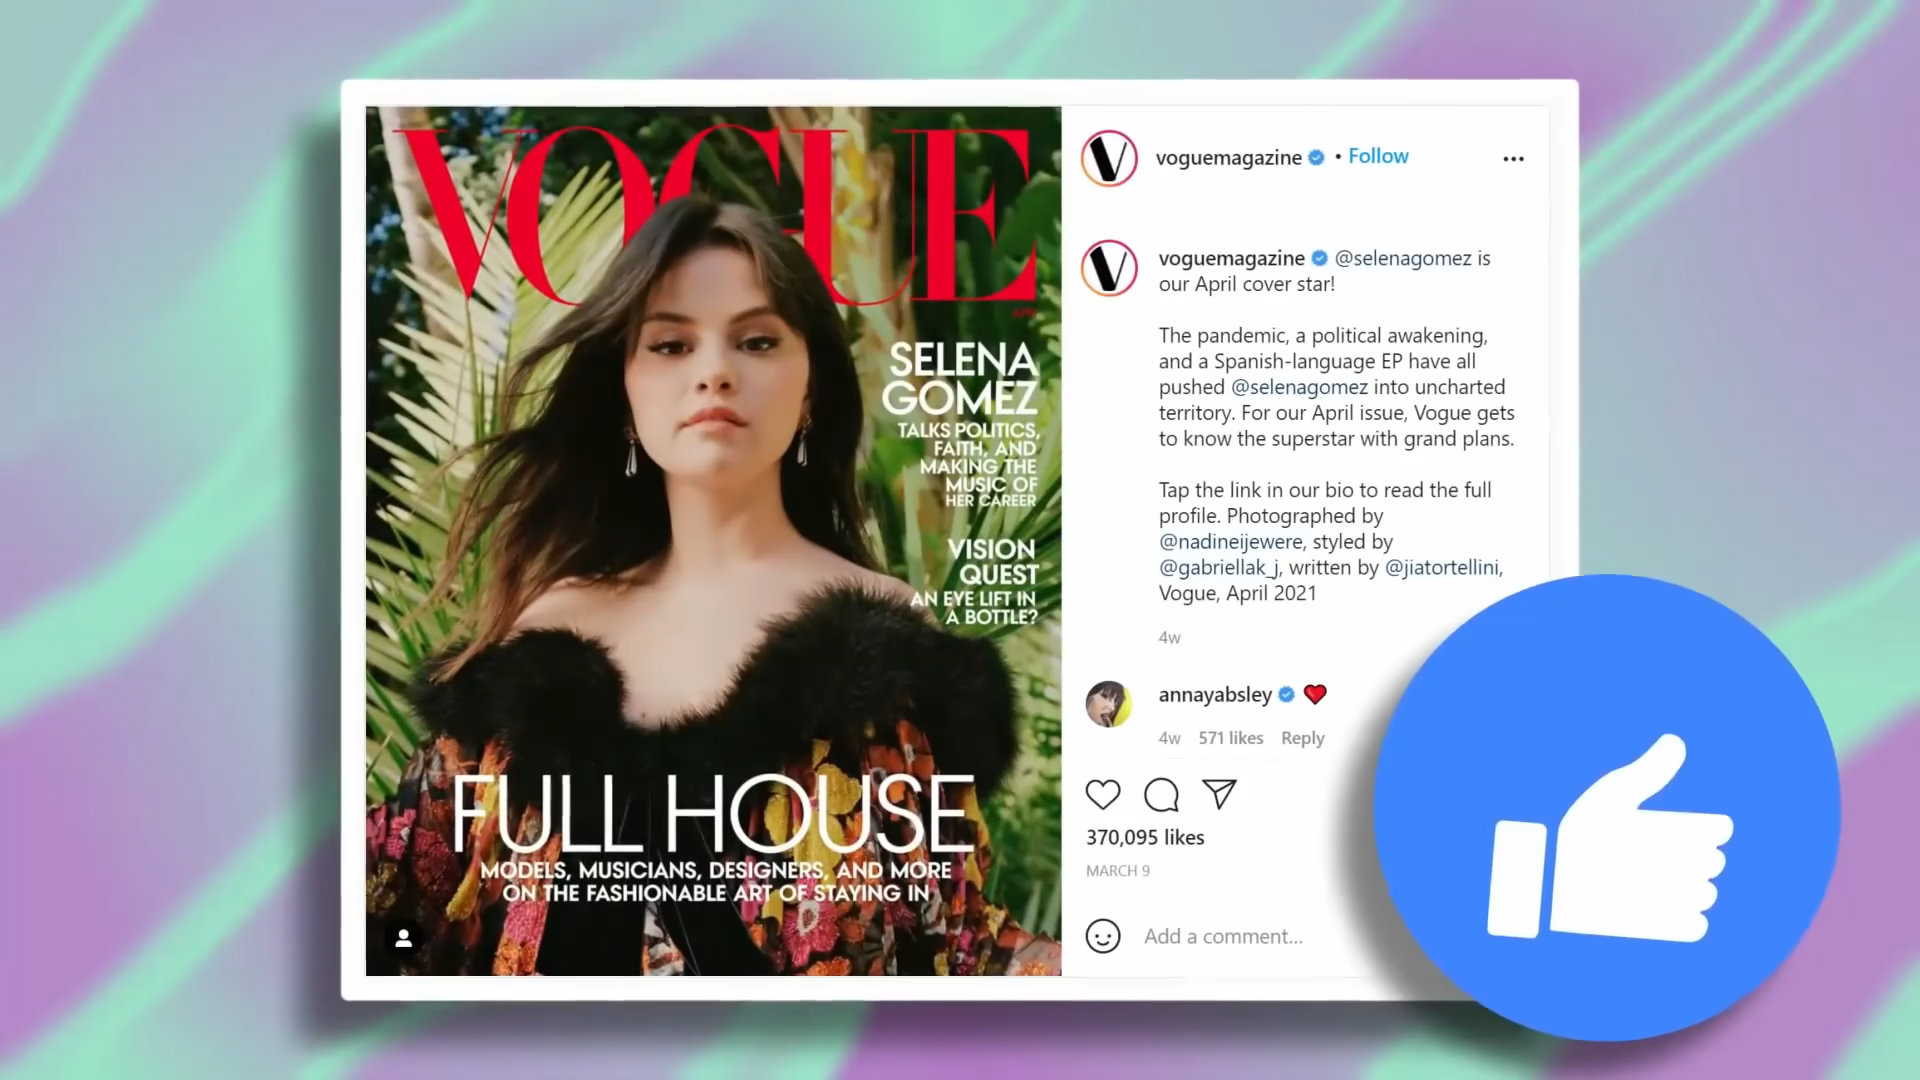 VOGUE
APR
SELENA
GOMEZ
TALKS POLITICS,
FAITH, AND
MAKING THE
MUSIC OF
HER CAREER
VISION
QUEST
AN EYE LIFT IN
A BOTTLE?
FULL HOUSE
MODELS, MUSICIANS, DESIGNERS, AND MORE
ON THE FASHIONABLE ART OF STAYING IN
voguemagazine • Follow
voguemagazine @selenagomez is
our April cover star!
The pandemic, a political awakening,
and a Spanish-language EP have all
pushed @selenagomez into uncharted
territory. For our April issue, Vogue gets
to know the superstar with grand plans.
Tap the link in our bio to read the full
profile. Photographed by
@nadineijewere, styled by
@gabriellak_j, written by @jiatortellini,
Vogue, April 2021
4w
annayabsley ❤️
4w 571 likes Reply
370,095 likes
MARCH 9
Add a comment...